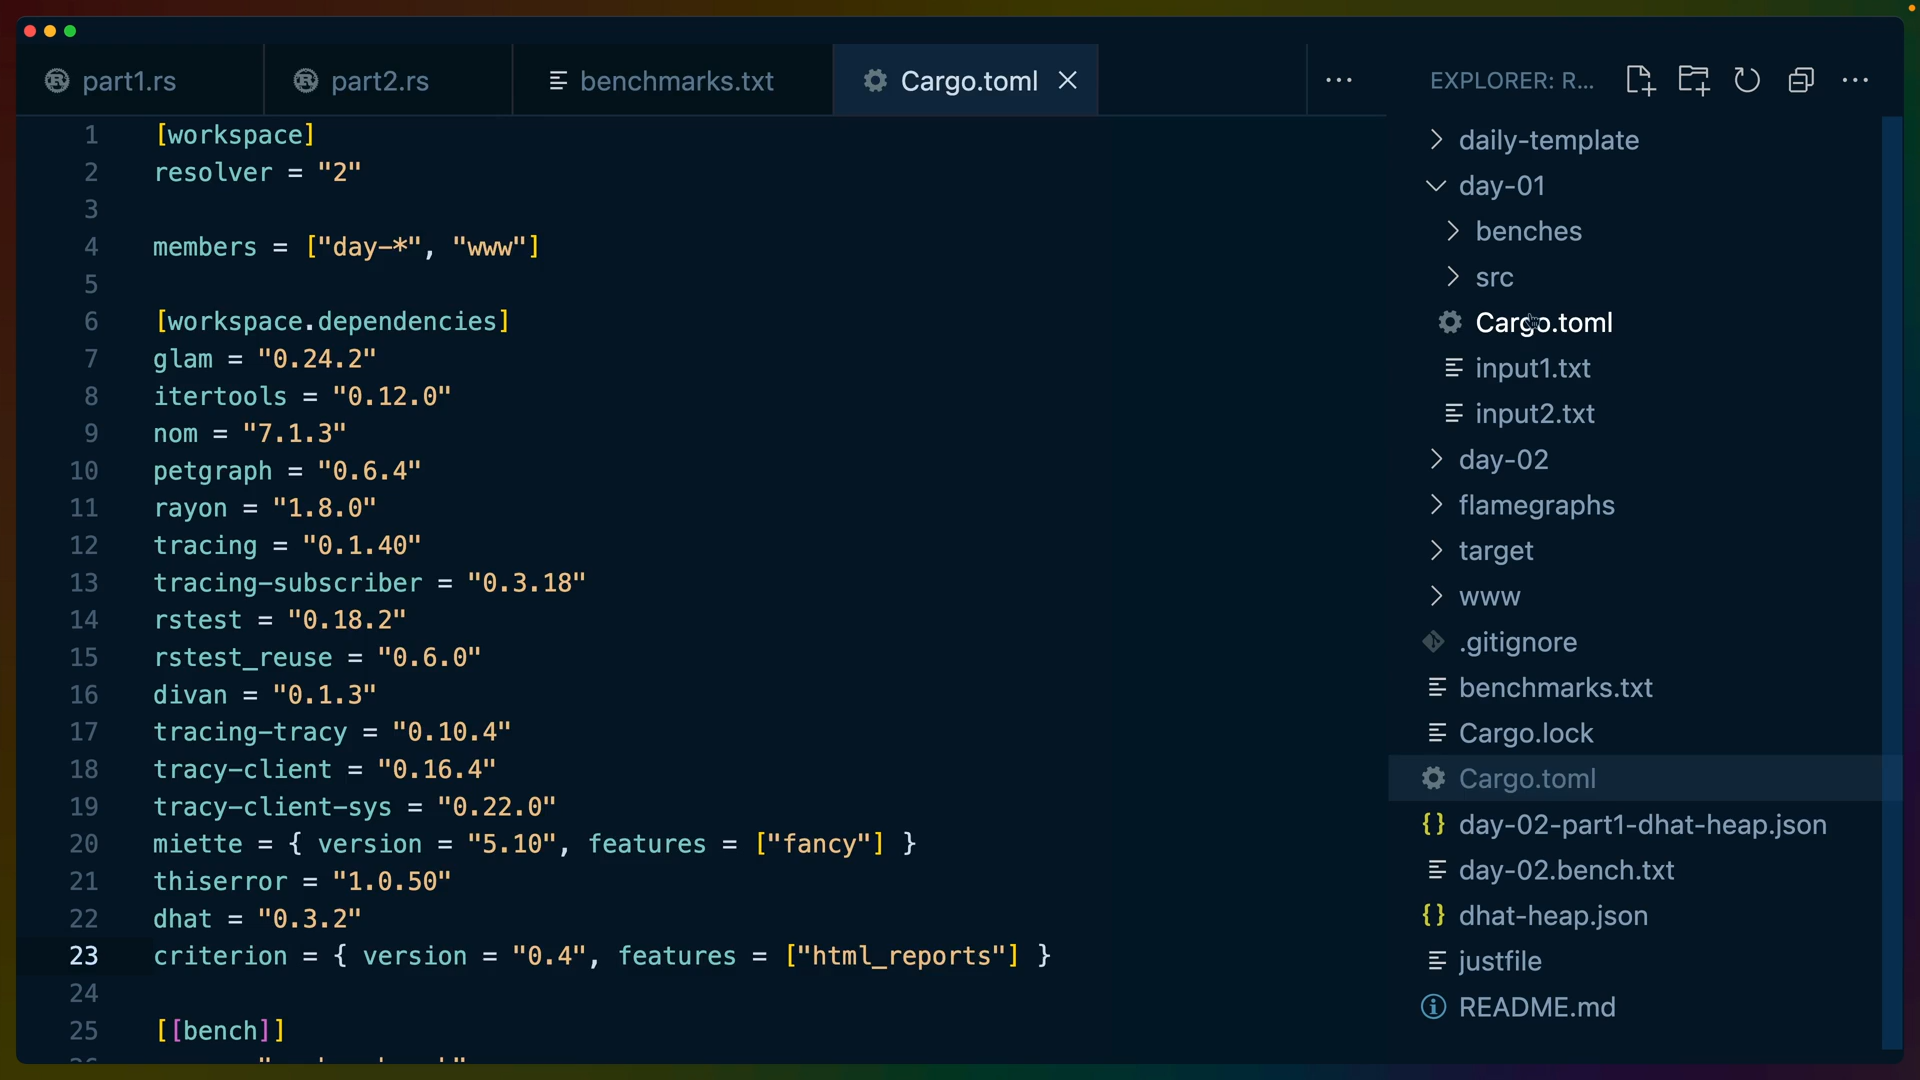 part1.rs
part2.rs
benchmarks.txt
Cargo.toml
EXPLORER: R...
1 [workspace]
2 resolver = "2"
3
4 members = ["day-*", "www"]
5
6 [workspace.dependencies]
7 glam = "0.24.2"
8 itertools = "0.12.0"
9 nom = "7.1.3"
10 petgraph = "0.6.4"
11 rayon = "1.8.0"
12 tracing = "0.1.40"
13 tracing-subscriber = "0.3.18"
14 rstest = "0.18.2"
15 rstest_reuse = "0.6.0"
16 divan = "0.1.3"
17 tracing-tracy = "0.10.4"
18 tracy-client = "0.16.4"
19 tracy-client-sys = "0.22.0"
20 miette = { version = "5.10", features = ["fancy"] }
21 thiserror = "1.0.50"
22 dhat = "0.3.2"
23 criterion = { version = "0.4", features = ["html_reports"] }
24
25 [[bench]]
daily-template
day-01
benches
src
Cargo.toml
input1.txt
input2.txt
day-02
flamegraphs
target
www
.gitignore
benchmarks.txt
Cargo.lock
Cargo.toml
{} day-02-part1-dhat-heap.json
day-02.bench.txt
{} dhat-heap.json
justfile
README.md